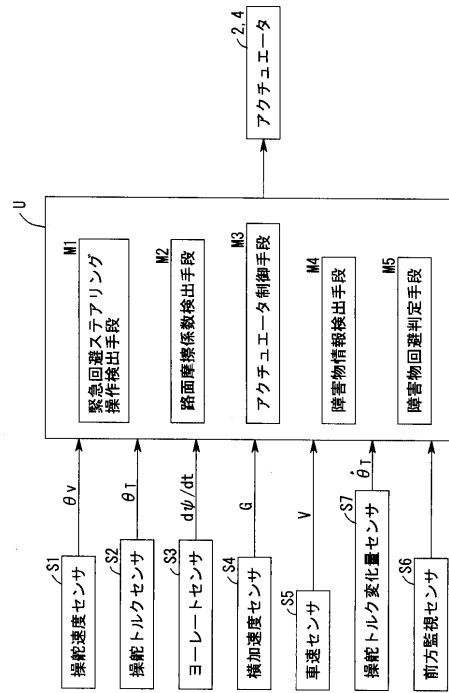 S1
操舵速度センサ
θv
S2
操舵トルクセンサ
θT
S3
ヨーレートセンサ
dψ/dt
S4
横加速度センサ
G
S5
車速センサ
V
S7
操舵トルク変化量センサ
θ̇T
S6
前方監視センサ
U
M1
緊急回避ステアリング
操作検出手段
M2
路面摩擦係数検出手段
M3
アクチュエータ制御手段
M4
障害物情報検出手段
M5
障害物回避判定手段
2,4
アクチュエータ